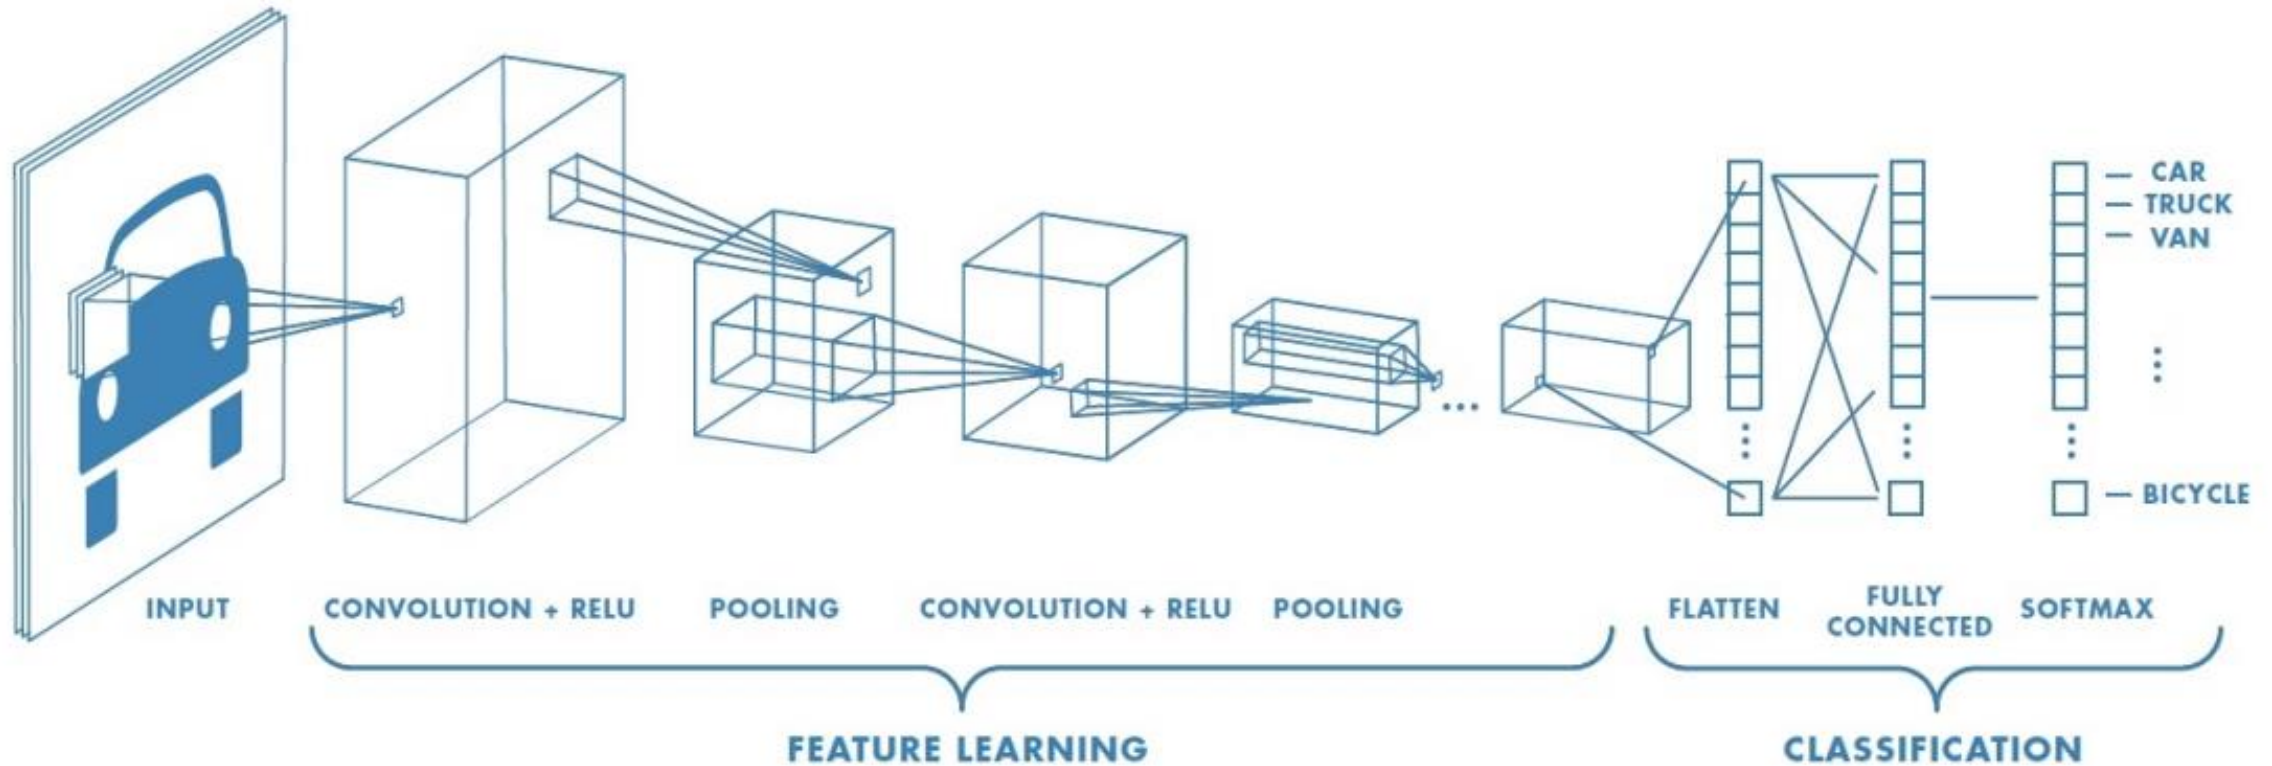 CAR
TRUCK
VAN
BICYCLE
INPUT
CONVOLUTION + RELU
POOLING
CONVOLUTION + RELU
POOLING
FLATTEN
FULLY
CONNECTED
SOFTMAX
FEATURE LEARNING
CLASSIFICATION